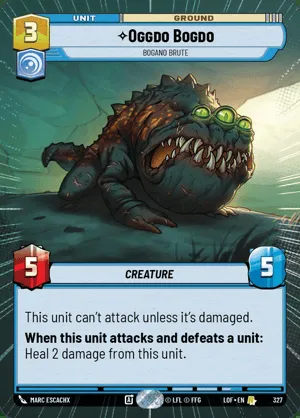 UNIT GROUND
3
✧OGGDO BOGDO
BOGANO BRUTE
5
5
CREATURE
This unit can't attack unless it's damaged.
When this unit attacks and defeats a unit:
Heal 2 damage from this unit.
MARC ESCACHX © LFL © FFG LOF • EN 327